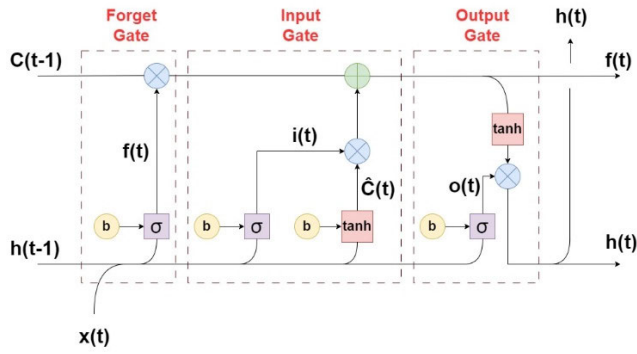 Forget
Gate
Input
Gate
Output
Gate
h(t)
C(t-1)
f(t)
tanh
i(t)
f(t)
Ĉ(t)
o(t)
b
σ
b
σ
b
tanh
b
σ
h(t-1)
h(t)
x(t)